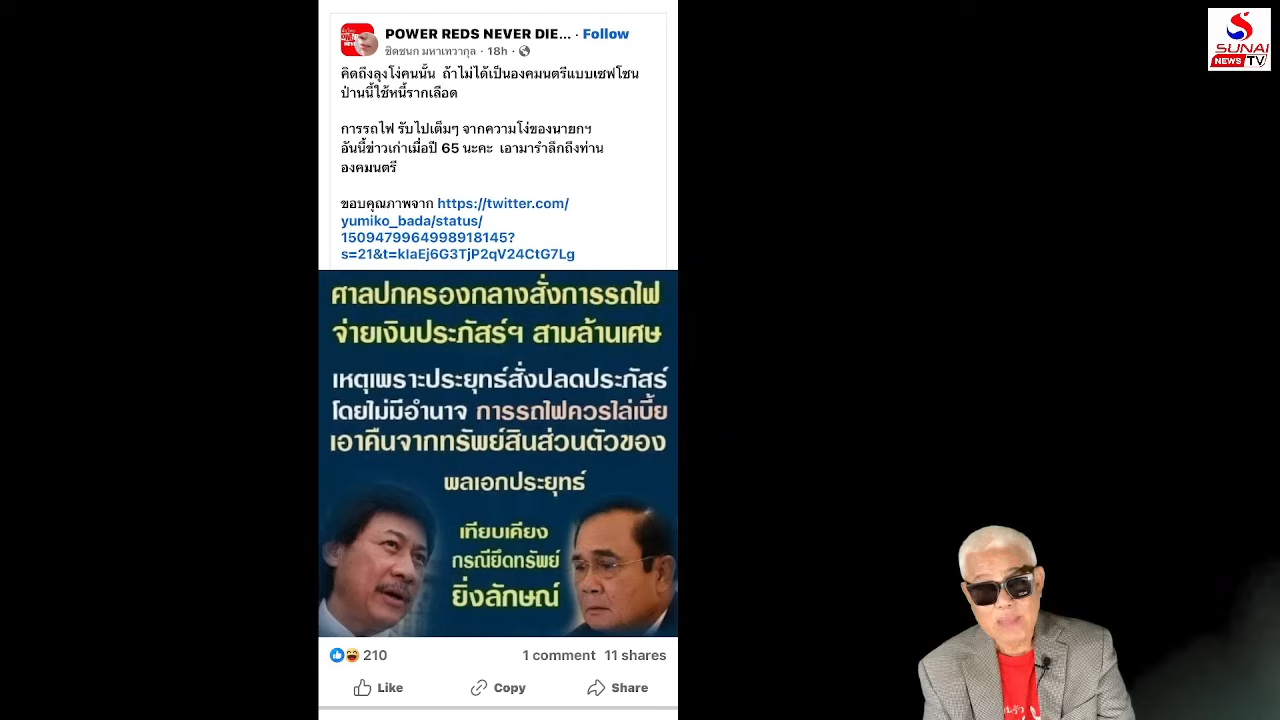 POWER REDS NEVER DIE... · Follow
ชิตชนก มหาเทวากุล · 18h ·
คิดถึงลุงโง่คนนั้น ถ้าไม่ได้เป็นองคมนตรีแบบเซฟโซน
ป่านนี้ใช้หนี้รากเลือด
การรถไฟ รับไปเต็มๆ จากความโง่ของนายกฯ
อันนี้ข่าวเก่าเมื่อปี 65 นะคะ เอามารำลึกถึงท่าน
องคมนตรี
ขอบคุณภาพจาก https://twitter.com/
yumiko_bada/status/
1509479964998918145?
s=21&t=kIaEj6G3TjP2qV24CtG7Lg
ศาลปกครองกลางสั่งการรถไฟ
จ่ายเงินประภัสร์ฯ สามล้านเศษ
เหตุเพราะประยุทธ์สั่งปลดประภัสร์
โดยไม่มีอำนาจ การรถไฟควรไล่เบี้ย
เอาคืนจากทรัพย์สินส่วนตัวของ
พลเอกประยุทธ์
เทียบเคียง
กรณียึดทรัพย์
ยิ่งลักษณ์
210
1 comment 11 shares
Like
Copy
Share
SUNAI
NEWS TV